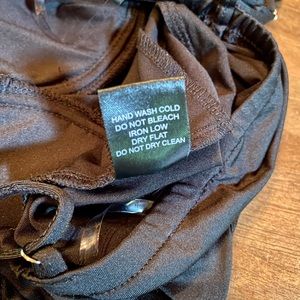 HAND WASH COLD
DO NOT BLEACH
IRON LOW
DRY FLAT
DO NOT DRY CLEAN